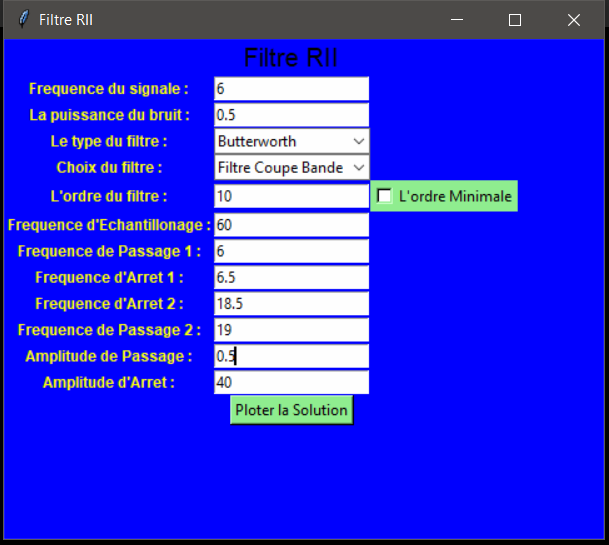 Filtre RII
Filtre RII
Frequence du signale : 6
La puissance du bruit : 0.5
Le type du filtre : Butterworth
Choix du filtre : Filtre Coupe Bande
L'ordre du filtre : 10 L'ordre Minimale
Frequence d'Echantillonage : 60
Frequence de Passage 1 : 6
Frequence d'Arret 1 : 6.5
Frequence d'Arret 2 : 18.5
Frequence de Passage 2 : 19
Amplitude de Passage : 0.5
Amplitude d'Arret : 40
Ploter la Solution